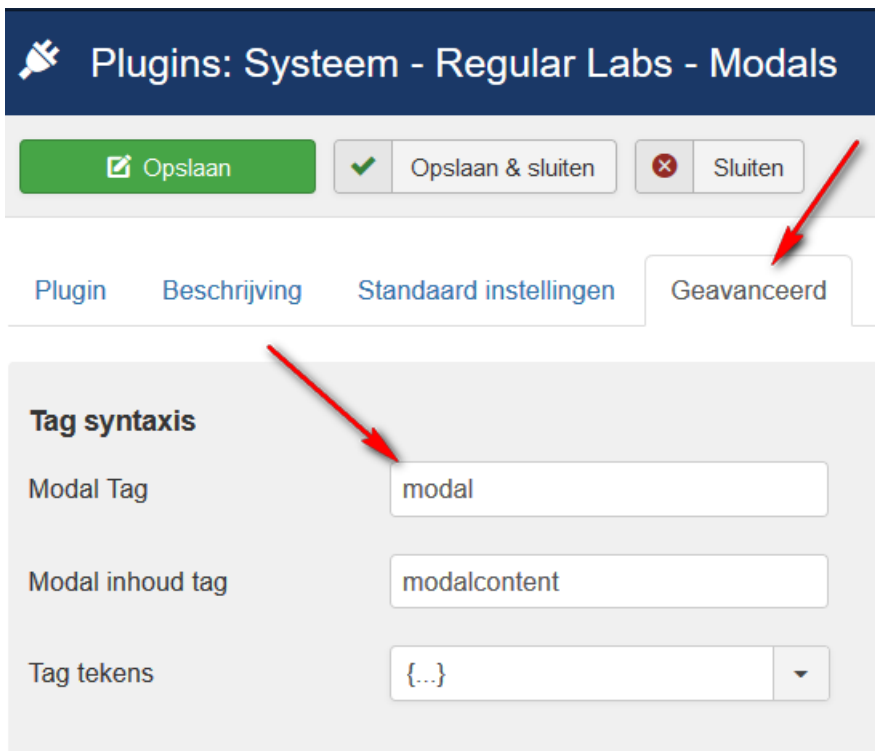 Plugins: Systeem - Regular Labs - Modals
Opslaan Opslaan & sluiten Sluiten
Plugin Beschrijving Standaard instellingen Geavanceerd
Tag syntaxis
Modal Tag modal
Modal inhoud tag modalcontent
Tag tekens {...}